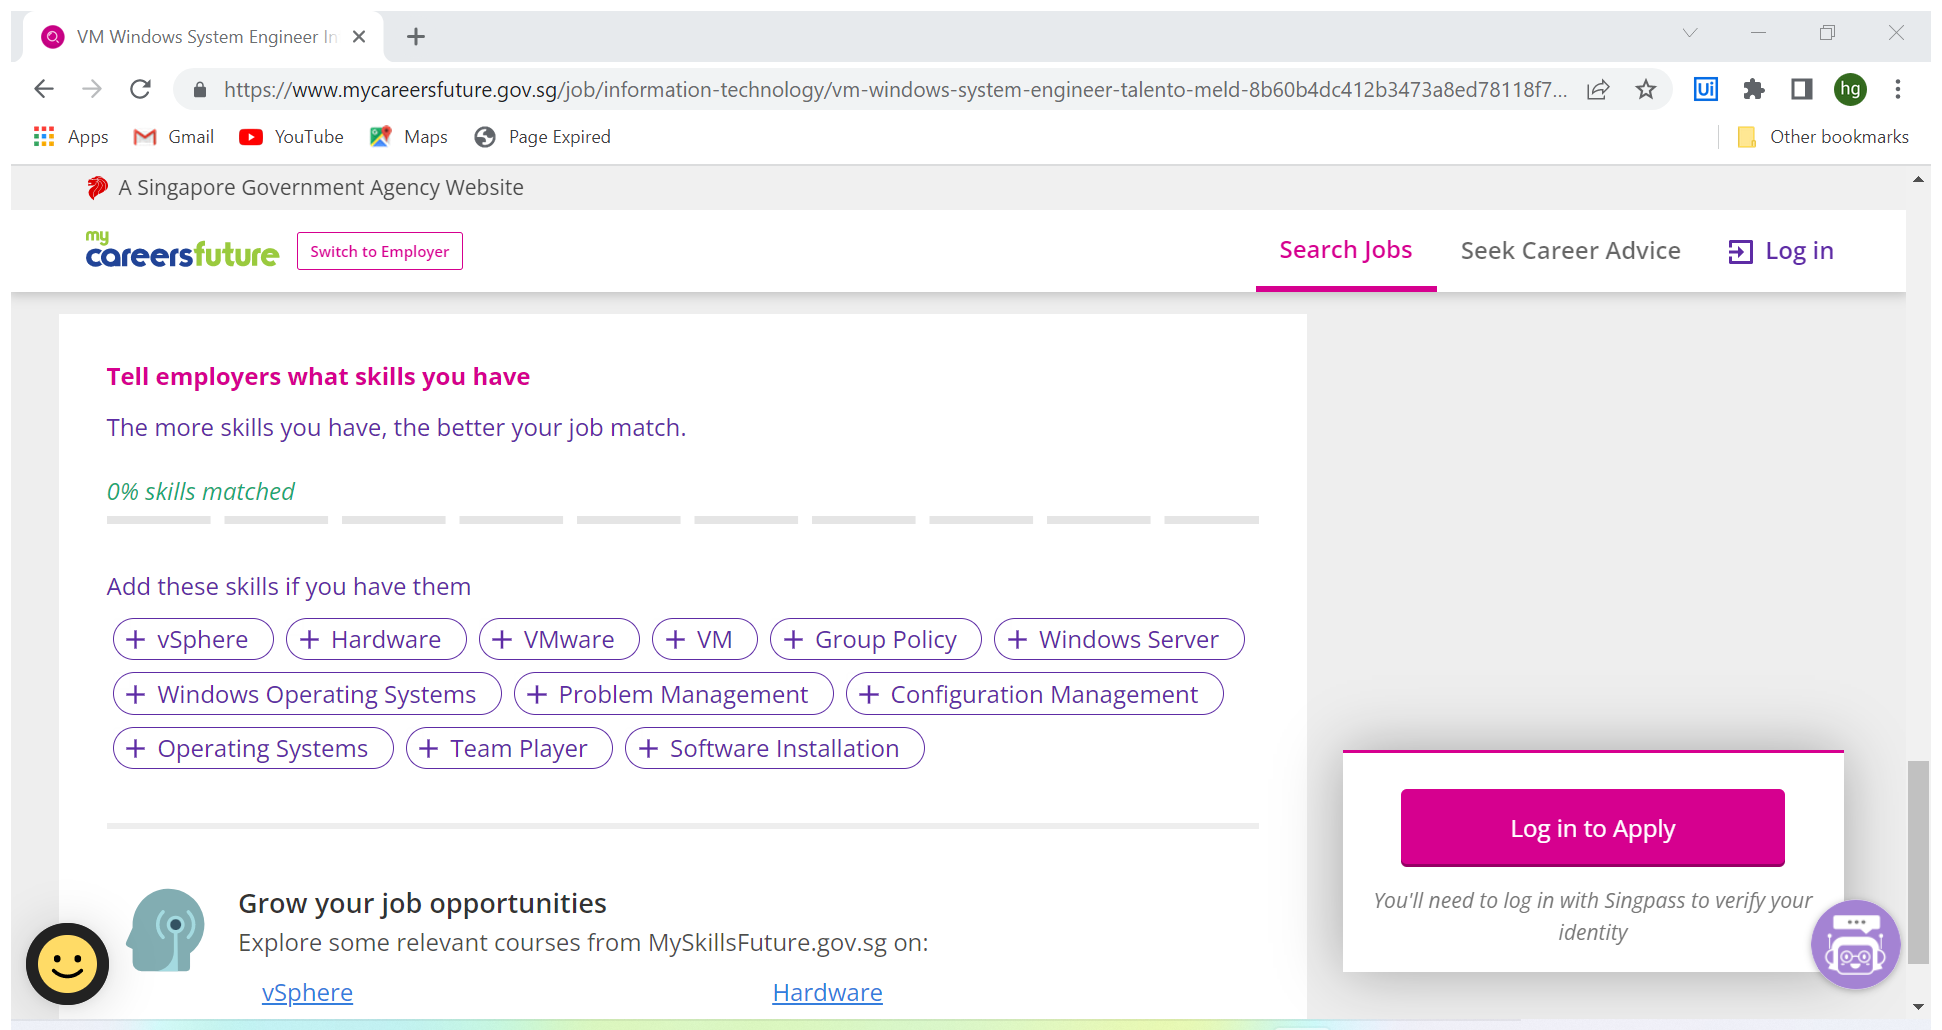 VM Windows System Engineer In
https://www.mycareersfuture.gov.sg/job/information-technology/vm-windows-system-engineer-talento-meld-8b60b4dc412b3473a8ed78118f7...
Ui
hg
Apps
Gmail
YouTube
Maps
Page Expired
Other bookmarks
A Singapore Government Agency Website
my
careersfuture
Switch to Employer
Search Jobs
Seek Career Advice
Log in
Tell employers what skills you have
The more skills you have, the better your job match.
0% skills matched
Add these skills if you have them
+ vSphere
+ Hardware
+ VMware
+ VM
+ Group Policy
+ Windows Server
+ Windows Operating Systems
+ Problem Management
+ Configuration Management
+ Operating Systems
+ Team Player
+ Software Installation
Log in to Apply
You'll need to log in with Singpass to verify your
identity
Grow your job opportunities
Explore some relevant courses from MySkillsFuture.gov.sg on:
vSphere
Hardware